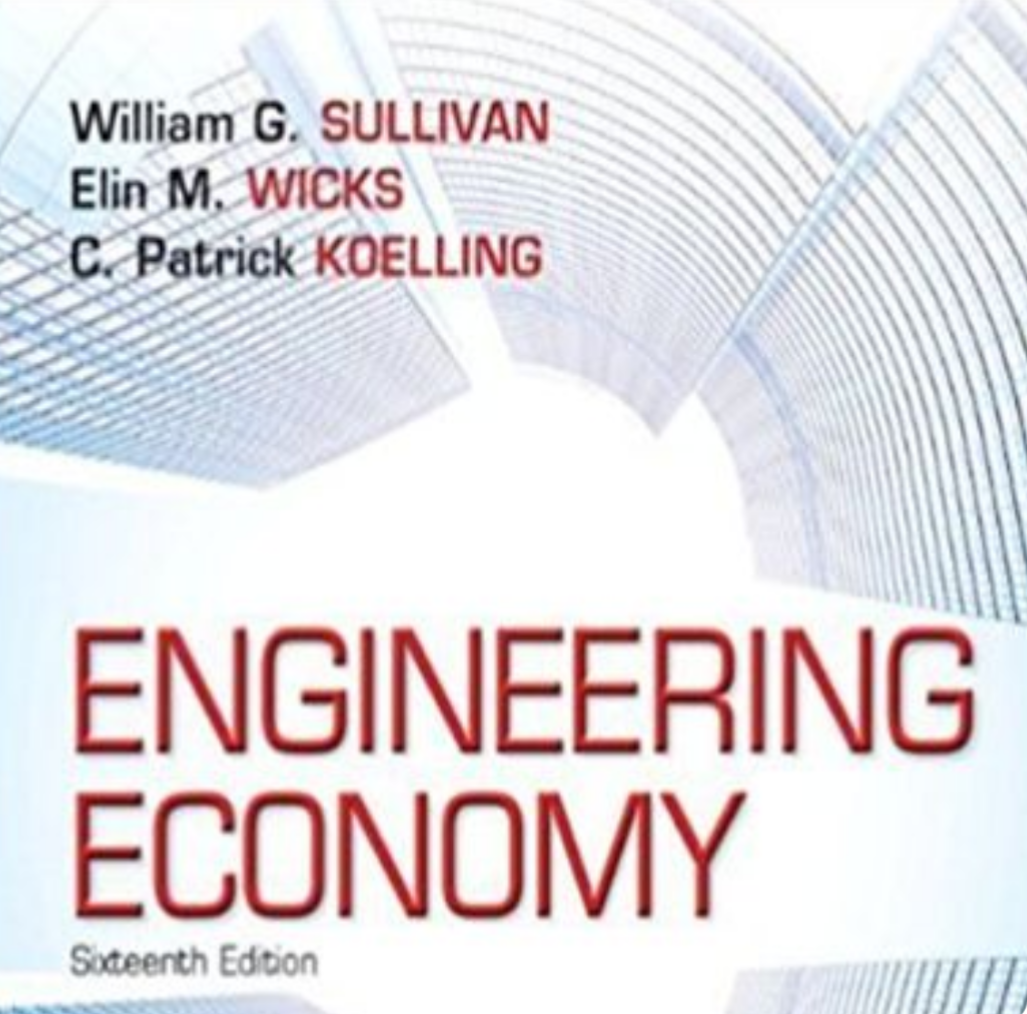 William G. SULLIVAN
Elin M. WICKS
C. Patrick KOELLING
ENGINEERING
ECONOMY
Sixteenth Edition